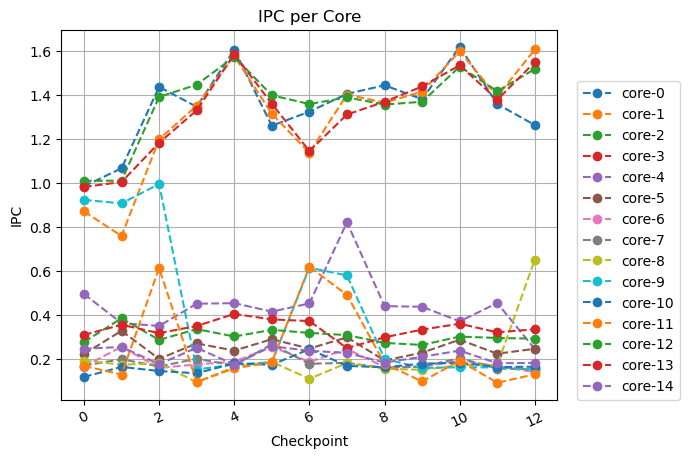 IPC per Core
IPC
1.6
1.4
1.2
1.0
0.8
0.6
0.4
0.2
0 2 4 6 8 10 12
Checkpoint
core-0
core-1
core-2
core-3
core-4
core-5
core-6
core-7
core-8
core-9
core-10
core-11
core-12
core-13
core-14